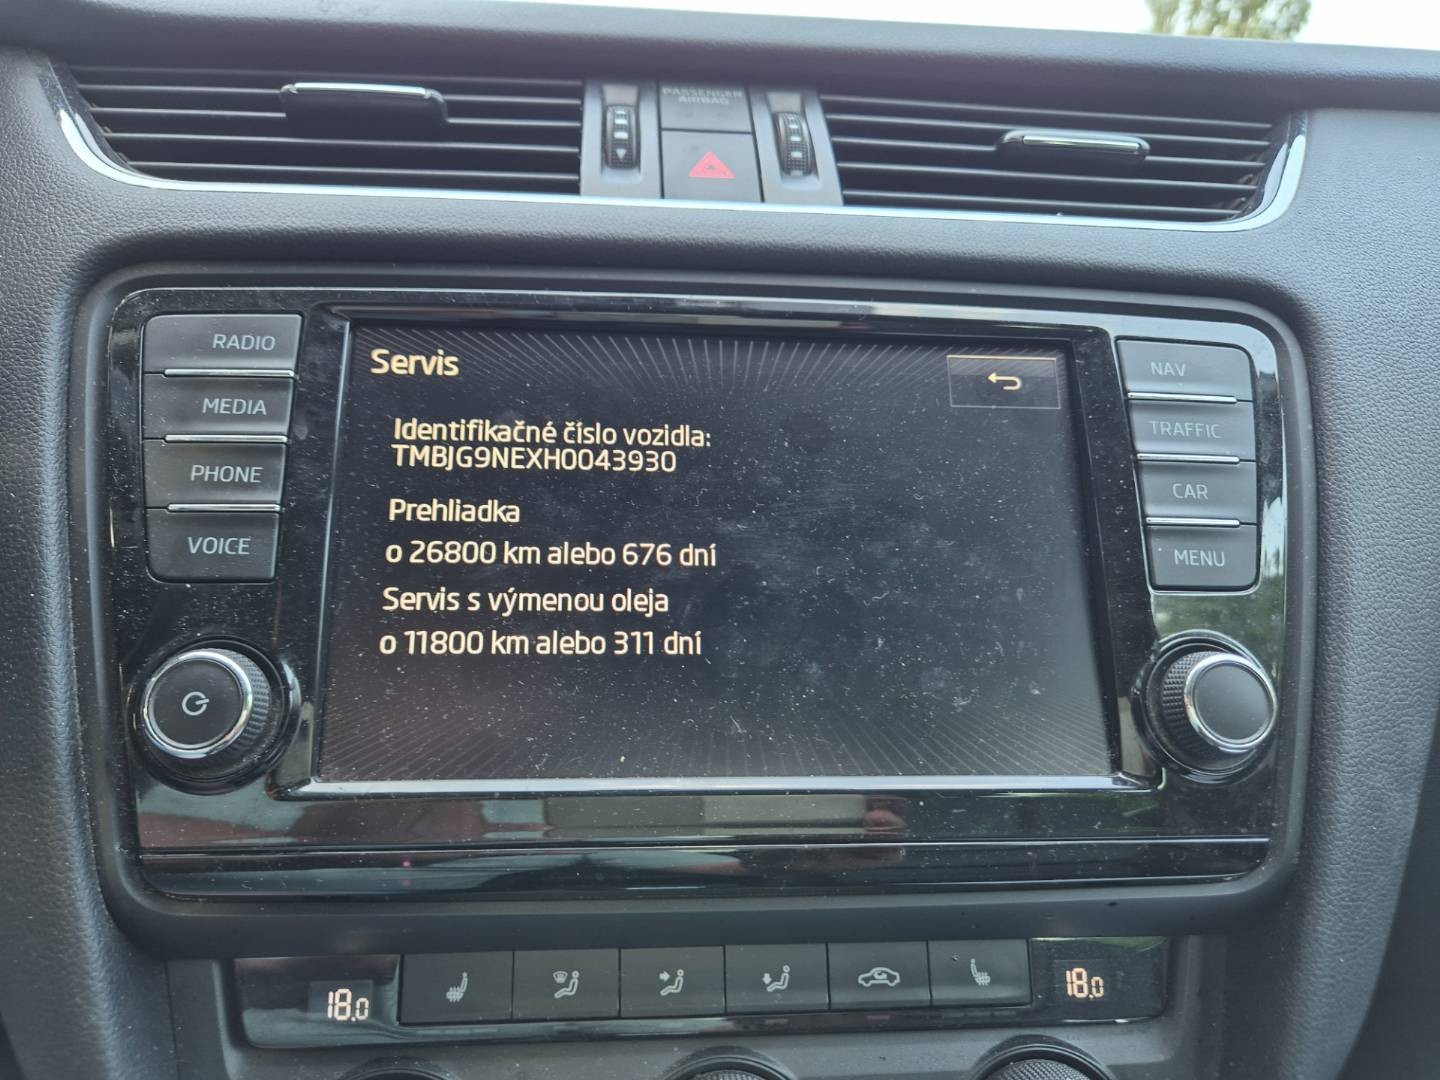 PASSENGER
AIRBAG
RADIO
MEDIA
PHONE
VOICE
Servis
Identifikačné číslo vozidla:
TMBJG9NEXH0043930
Prehliadka
o 26800 km alebo 676 dní
Servis s výmenou oleja
o 11800 km alebo 311 dní
NAV
TRAFFIC
CAR
MENU
18.0
18.0